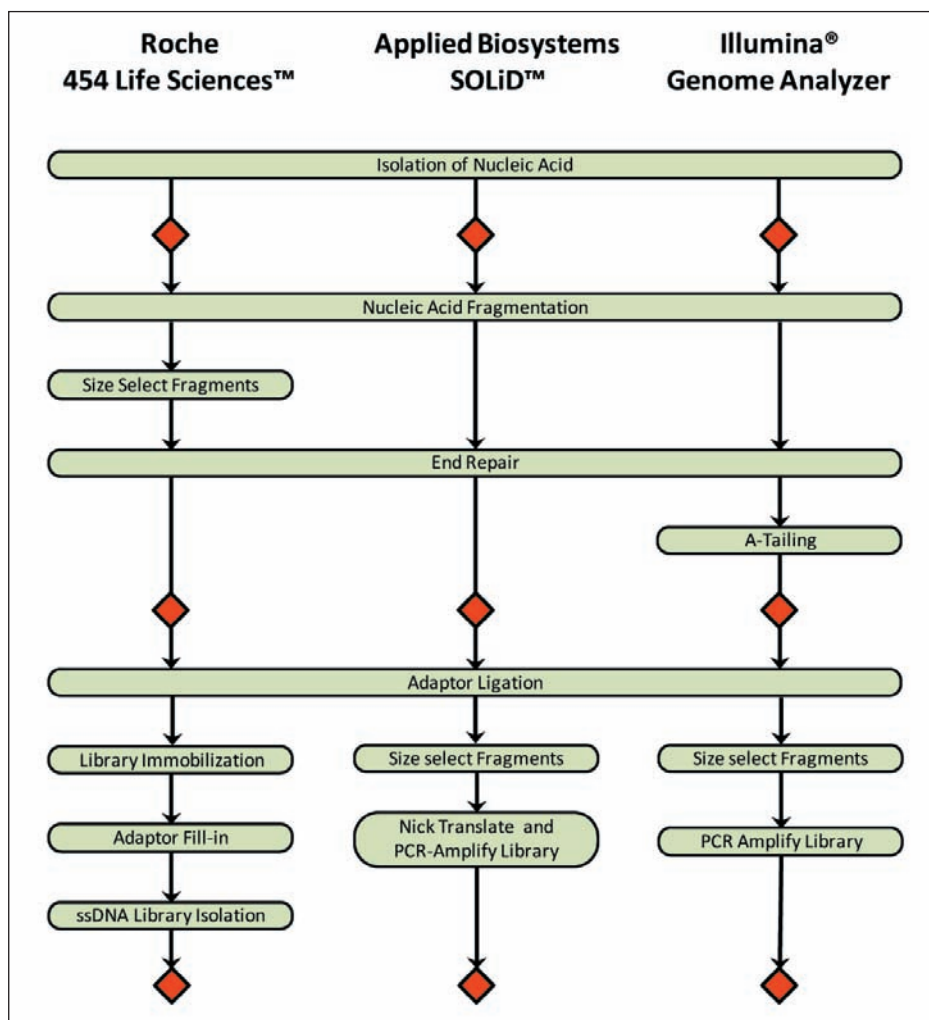 Roche
454 Life Sciences™
Applied Biosystems
SOLiD™
Illumina®
Genome Analyzer
Isolation of Nucleic Acid
Nucleic Acid Fragmentation
Size Select Fragments
End Repair
A-Tailing
Adaptor Ligation
Library Immobilization
Size select Fragments
Size select Fragments
Adaptor Fill-in
Nick Translate and
PCR-Amplify Library
PCR Amplify Library
ssDNA Library Isolation